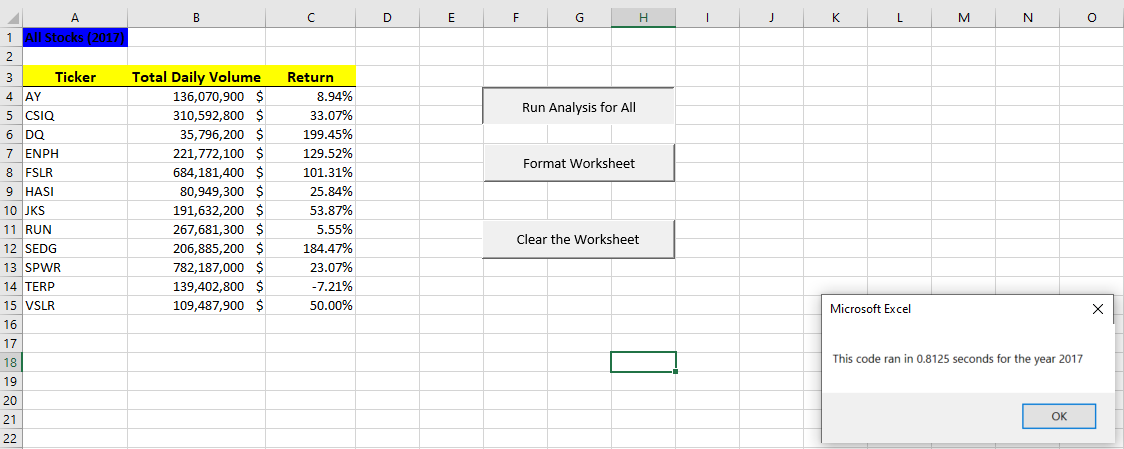 A B C D E F G H I J K L M N O
1 All Stocks (2017)
2
3 Ticker Total Daily Volume Return
4 AY 136,070,900 $ 8.94%
5 CSIQ 310,592,800 $ 33.07%
6 DQ 35,796,200 $ 199.45%
7 ENPH 221,772,100 $ 129.52%
8 FSLR 684,181,400 $ 101.31%
9 HASI 80,949,300 $ 25.84%
10 JKS 191,632,200 $ 53.87%
11 RUN 267,681,300 $ 5.55%
12 SEDG 206,885,200 $ 184.47%
13 SPWR 782,187,000 $ 23.07%
14 TERP 139,402,800 $ -7.21%
15 VSLR 109,487,900 $ 50.00%
16
17
18
19
20
21
22
Run Analysis for All
Format Worksheet
Clear the Worksheet
Microsoft Excel
This code ran in 0.8125 seconds for the year 2017
OK